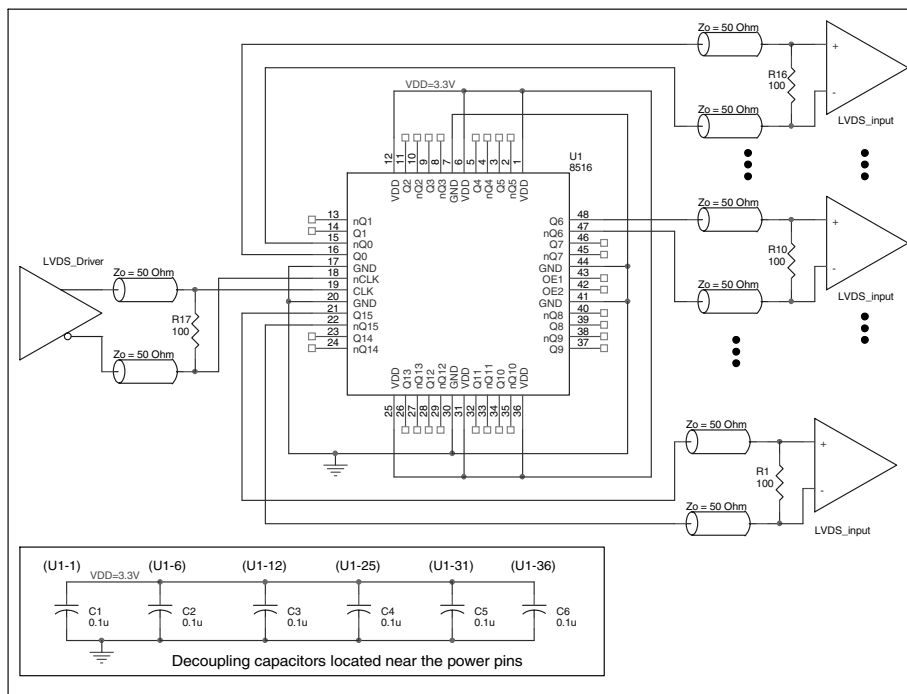 Zo = 50 Ohm
+
R16
100
-
Zo = 50 Ohm
LVDS_input
VDD=3.3V
12
11
10
9
8
7
6
5
4
3
2
1
U1
8516
VDD
Q2
nQ2
Q3
nQ3
GND
VDD
Q4
nQ4
Q5
nQ5
VDD
13 nQ1
14 Q1
15 nQ0
16 Q0
17 GND
18 nCLK
19 CLK
20 GND
21 Q15
22 nQ15
23 Q14
24 nQ14
Q6 48
nQ6 47
Q7 46
nQ7 45
GND 44
OE1 43
OE2 42
GND 41
nQ8 40
Q8 39
nQ9 38
Q9 37
Zo = 50 Ohm
+
R10
100
-
Zo = 50 Ohm
LVDS_input
LVDS_Driver
Zo = 50 Ohm
R17
100
Zo = 50 Ohm
VDD
Q13
nQ13
Q12
nQ12
GND
VDD
Q11
nQ11
Q10
nQ10
VDD
25
26
27
28
29
30
31
32
33
34
35
36
Zo = 50 Ohm
+
R1
100
-
Zo = 50 Ohm
LVDS_input
(U1-1) (U1-6) (U1-12) (U1-25) (U1-31) (U1-36)
VDD=3.3V
C1
0.1u
C2
0.1u
C3
0.1u
C4
0.1u
C5
0.1u
C6
0.1u
Decoupling capacitors located near the power pins